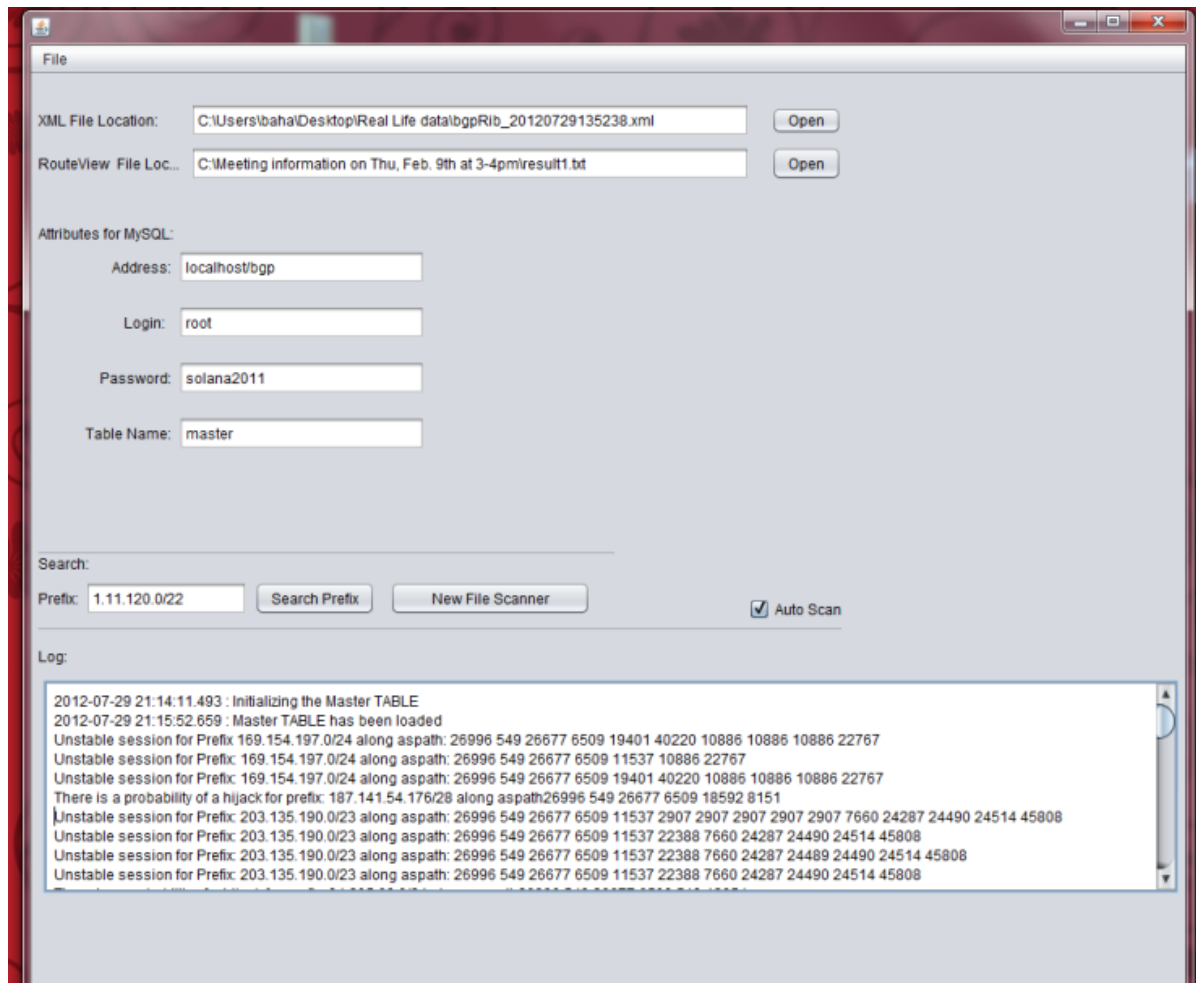 File
XML File Location: C:\Users\baha\Desktop\Real Life data\bgpRib_20120729135238.xml Open
RouteView File Loc... C:\Meeting information on Thu, Feb. 9th at 3-4pm\result1.txt Open
Attributes for MySQL:
Address: localhost/bgp
Login: root
Password: solana2011
Table Name: master
Search:
Prefix: 1.11.120.0/22 Search Prefix New File Scanner Auto Scan
Log:
2012-07-29 21:14:11.493 : Initializing the Master TABLE
2012-07-29 21:15:52.659 : Master TABLE has been loaded
Unstable session for Prefix 169.154.197.0/24 along aspath: 26996 549 26677 6509 19401 40220 10886 10886 10886 22767
Unstable session for Prefix: 169.154.197.0/24 along aspath: 26996 549 26677 6509 11537 10886 22767
Unstable session for Prefix: 169.154.197.0/24 along aspath: 26996 549 26677 6509 19401 40220 10886 10886 10886 22767
There is a probability of a hijack for prefix: 187.141.54.176/28 along aspath26996 549 26677 6509 18592 8151
Unstable session for Prefix: 203.135.190.0/23 along aspath: 26996 549 26677 6509 11537 2907 2907 2907 2907 2907 7660 24287 24490 24514 45808
Unstable session for Prefix: 203.135.190.0/23 along aspath: 26996 549 26677 6509 11537 22388 7660 24287 24490 24514 45808
Unstable session for Prefix: 203.135.190.0/23 along aspath: 26996 549 26677 6509 11537 22388 7660 24287 24489 24490 24514 45808
Unstable session for Prefix: 203.135.190.0/23 along aspath: 26996 549 26677 6509 11537 22388 7660 24287 24490 24514 45808